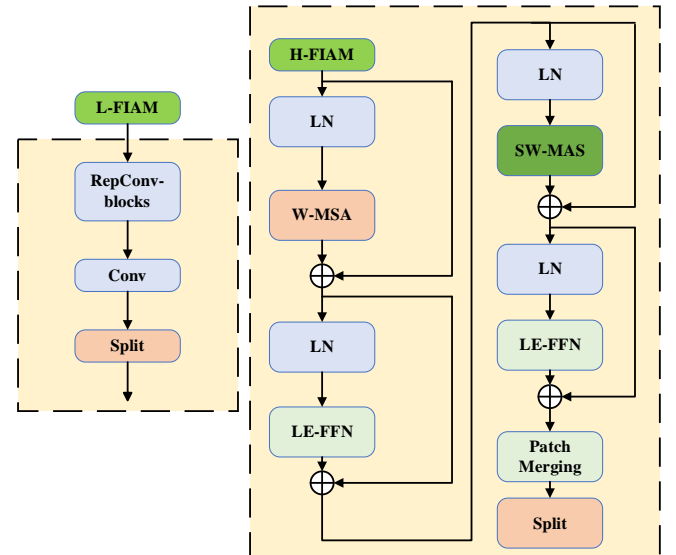 L-FIAM
RepConv-
blocks
Conv
Split
H-FIAM
LN
W-MSA
LN
LE-FFN
LN
SW-MAS
LN
LE-FFN
Patch
Merging
Split